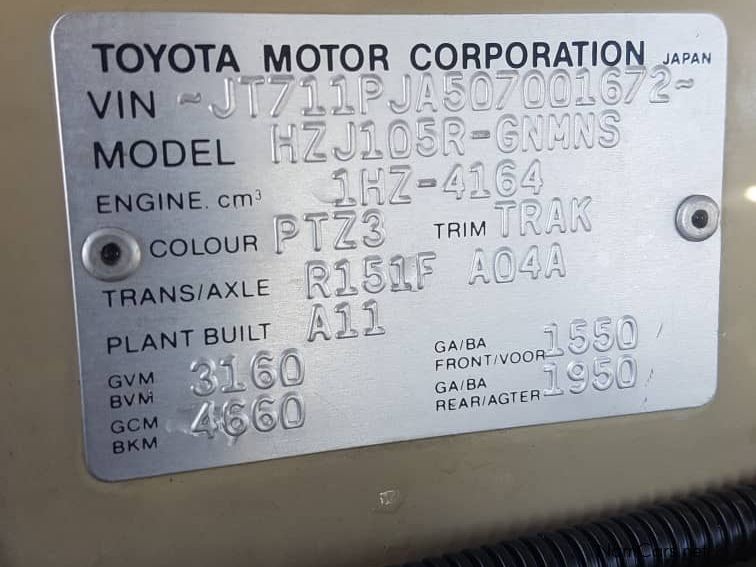 TOYOTA MOTOR CORPORATION JAPAN
VIN ~JT711PJA507001672~
MODEL HZJ105R-GNMNS
ENGINE. cm³ 1HZ-4164
COLOUR PTZ3 TRIM TRAK
TRANS/AXLE R151F A04A
PLANT BUILT A11
GVM BVM 3160 GA/BA FRONT/VOOR 1550
GCM BKM 4660 GA/BA REAR/AGTER 1950
NamCars.net